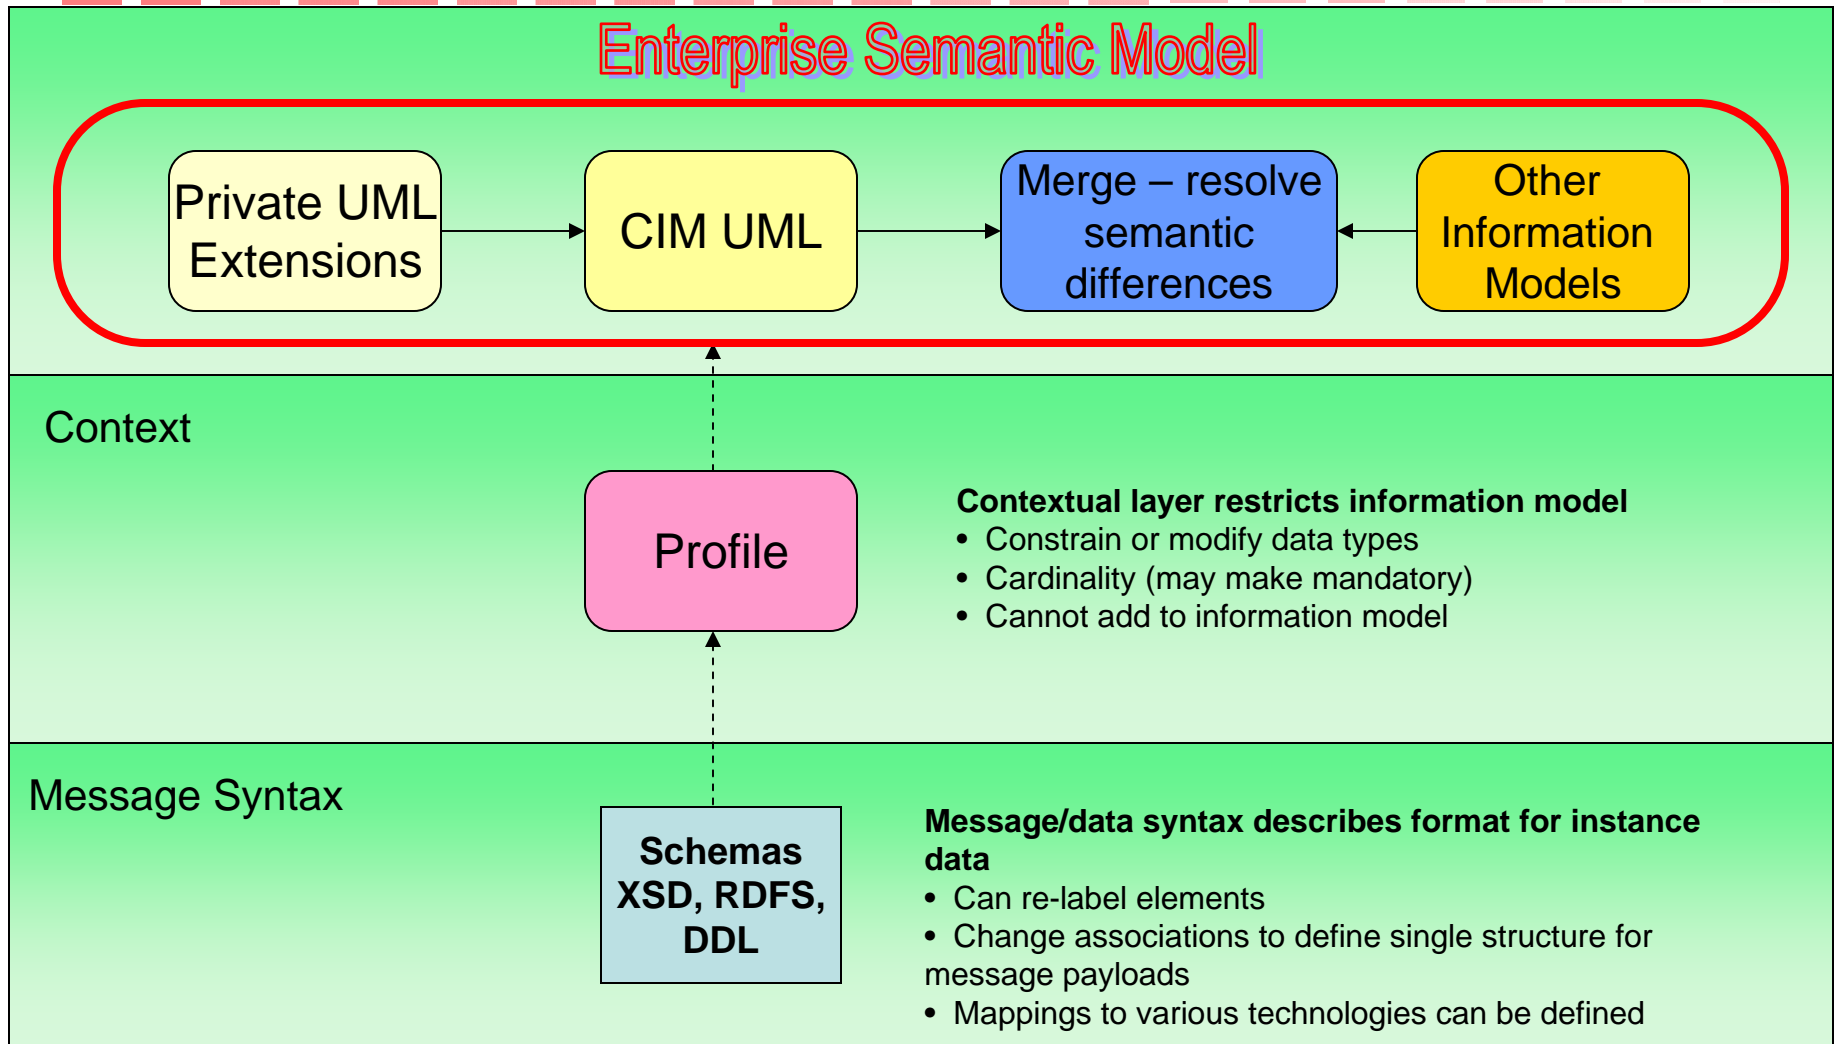 Enterprise Semantic Model
Private UML
Extensions
CIM UML
Merge – resolve
semantic
differences
Other
Information
Models
Context
Profile
Contextual layer restricts information model
• Constrain or modify data types
• Cardinality (may make mandatory)
• Cannot add to information model
Message Syntax
Schemas
XSD, RDFS,
DDL
Message/data syntax describes format for instance
data
• Can re-label elements
• Change associations to define single structure for
message payloads
• Mappings to various technologies can be defined